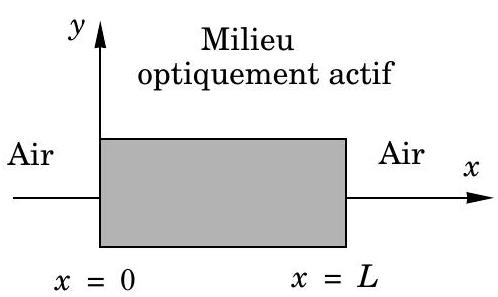 y
Milieu
optiquement actif
Air
Air
x
x = 0
x = L